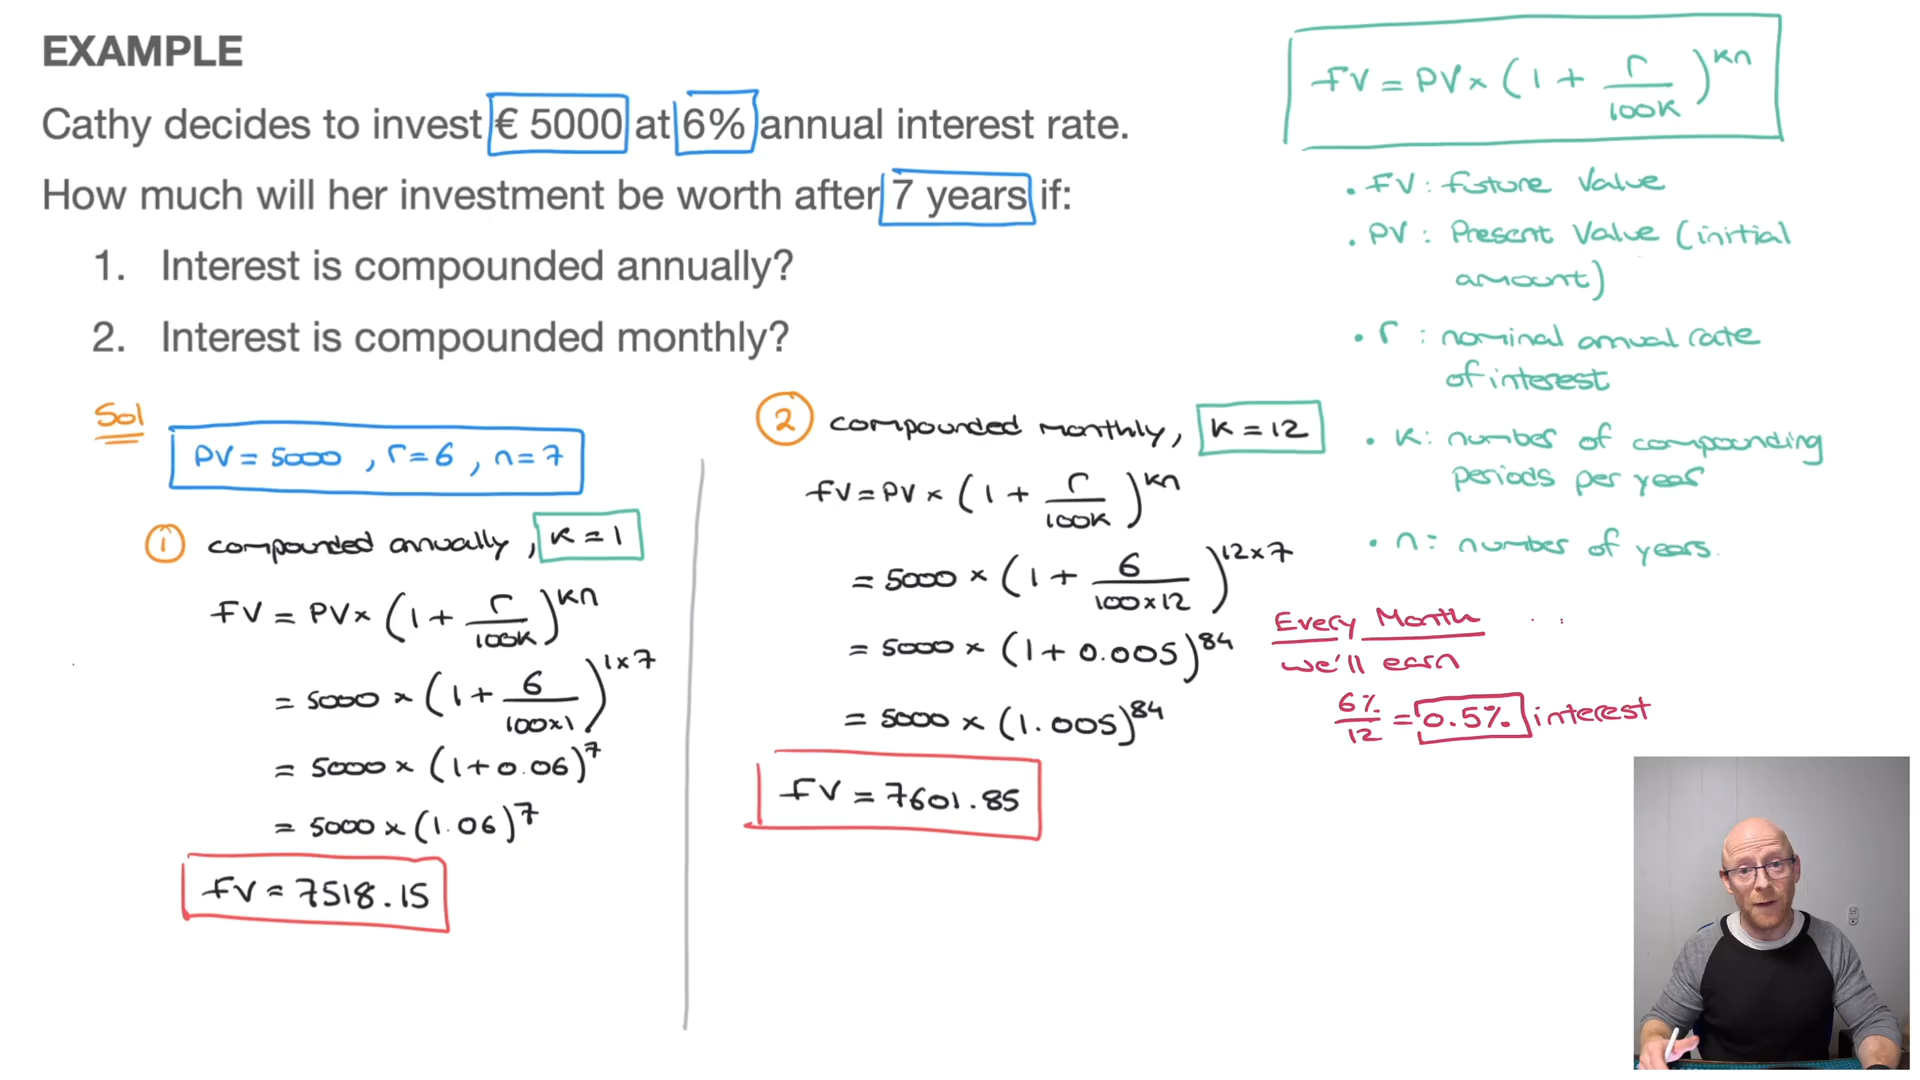 EXAMPLE
Cathy decides to invest € 5000 at 6% annual interest rate.
How much will her investment be worth after 7 years if:
1. Interest is compounded annually?
2. Interest is compounded monthly?
Sol
PV = 5000 , r = 6 , n = 7
① compounded annually, K = 1
FV = PV × (1 + r/100K)^kn
= 5000 × (1 + 6/100×1)^1×7
= 5000 × (1+0.06)^7
= 5000 × (1.06)^7
FV = 7518.15
② compounded monthly, K = 12
FV = PV × (1 + r/100K)^kn
= 5000 × (1 + 6/100×12)^12×7
= 5000 × (1+0.005)^84
= 5000 × (1.005)^84
FV = 7601.85
FV = PV × (1 + r/100K)^kn
• FV : Future Value
• PV : Present Value (initial
amount)
• r : nominal annual rate
of interest
• K : number of compounding
periods per year
• n : number of years.
Every Month
we'll earn
6%/12 = 0.5% interest